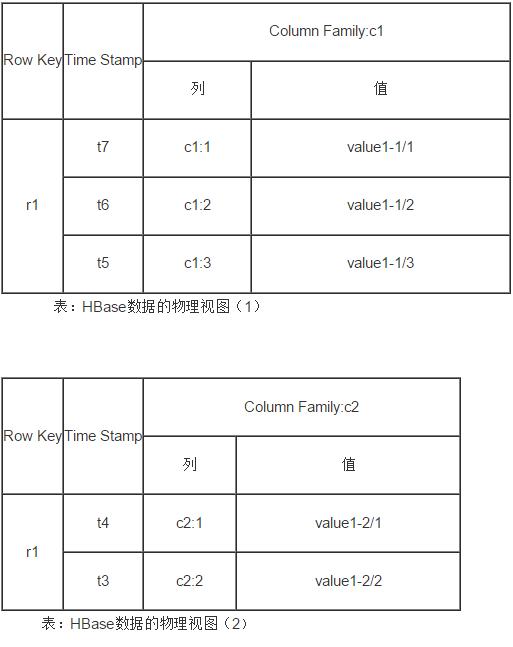 Column Family:c1
Row Key Time Stamp
列 值
t7 c1:1 value1-1/1
r1 t6 c1:2 value1-1/2
t5 c1:3 value1-1/3
表：HBase数据的物理视图（1）
Column Family:c2
Row Key Time Stamp
列 值
t4 c2:1 value1-2/1
r1
t3 c2:2 value1-2/2
表：HBase数据的物理视图（2）